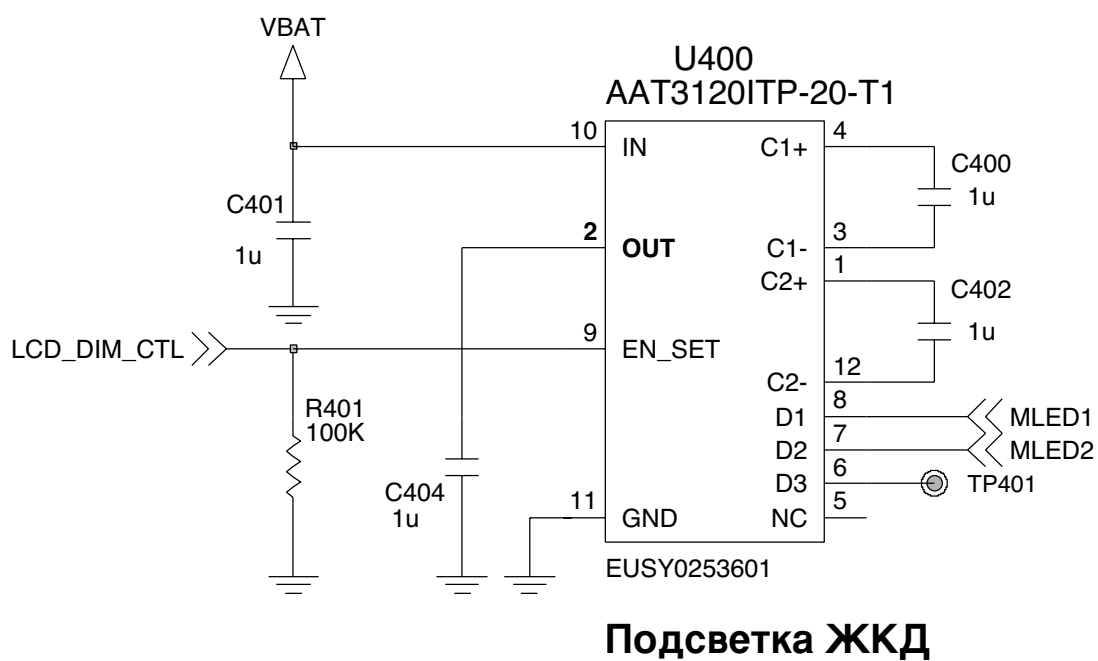 VBAT
U400
AAT3120ITP-20-T1
10 IN C1+ 4
C400
1u
C401
1u
2 OUT C1- 3
C2+ 1
C402
1u
LCD_DIM_CTL 9 EN_SET
C2- 12
R401
100K
D1 8 MLED1
D2 7 MLED2
D3 6 TP401
C404
1u
11 GND NC 5
EUSY0253601
Подсветка ЖКД